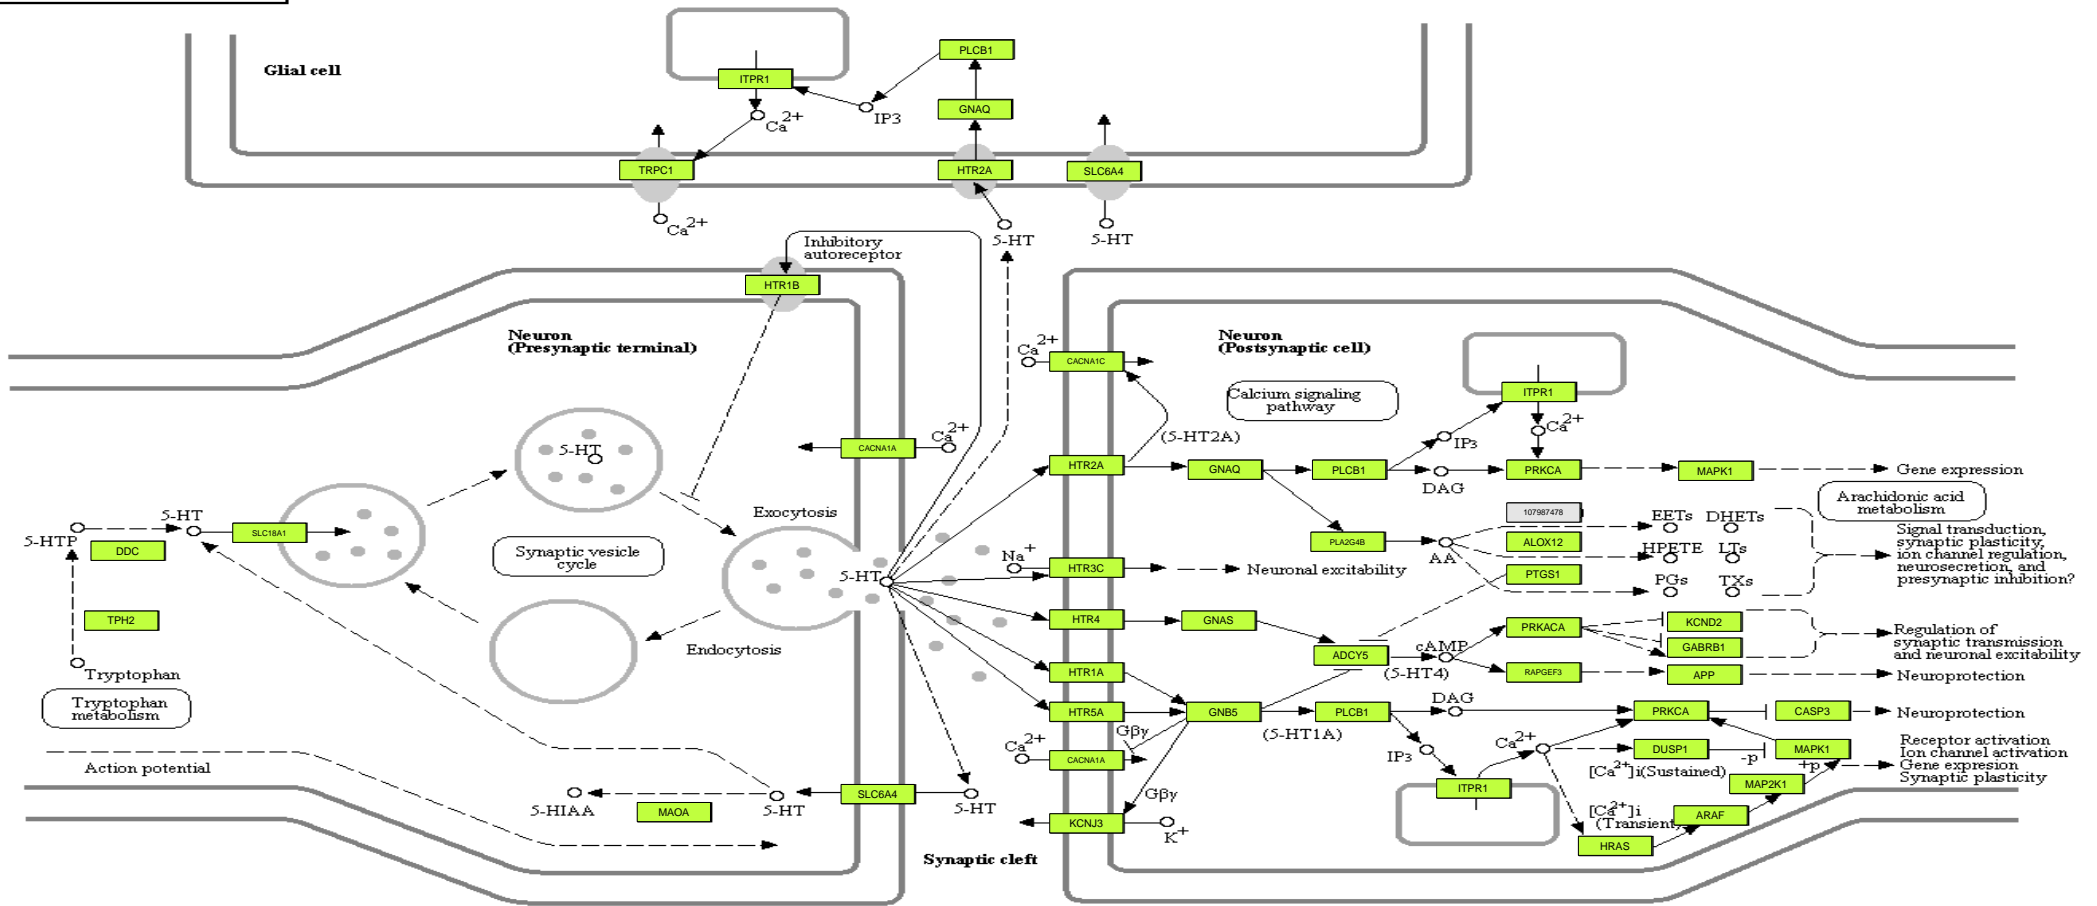 Glial cell
PLCB1
ITPR1
GNAQ
IP3
Ca2+
TRPC1
HTR2A
SLC6A4
Ca2+
5-HT
5-HT
Inhibitory
autoreceptor
HTR1B
Neuron
(Presynaptic terminal)
CACNA1A
Ca2+
5-HT
5-HT
SLC18A1
5-HTP
DDC
TPH2
Tryptophan
Tryptophan
metabolism
Synaptic vesicle
cycle
Exocytosis
5-HT
Endocytosis
Action potential
5-HIAA
MAOA
5-HT
SLC6A4
5-HT
Synaptic cleft
Neuron
(Postsynaptic cell)
Ca2+
CACNA1C
Calcium signaling
pathway
ITPR1
Ca2+
(5-HT2A)
IP3
HTR2A
GNAQ
PLCB1
DAG
PRKCA
MAPK1
Gene expression
Arachidonic acid
metabolism
107987478
EETs
DHETs
PLA2G4B
AA
ALOX12
HPETE
LTs
PTGS1
PGs
TXs
Signal transduction,
synaptic plasticity,
ion channel regulation,
neurosecretion, and
presynaptic inhibition?
Na+
HTR3C
Neuronal excitability
HTR4
GNAS
ADCY5
cAMP
(5-HT4)
PRKACA
KCND2
GABRB1
Regulation of
synaptic transmission
and neuronal excitability
RAPGEF3
APP
Neuroprotection
HTR1A
HTR5A
GNB5
PLCB1
(5-HT1A)
DAG
PRKCA
CASP3
Neuroprotection
Gβγ
Ca2+
CACNA1A
IP3
Ca2+
DUSP1
-p
MAPK1
+p
[Ca2+]i(Sustained)
Receptor activation
Ion channel activation
Gene expresion
Synaptic plasticity
ITPR1
MAP2K1
Gβγ
KCNJ3
K+
[Ca2+]i
(Transient)
ARAF
HRAS